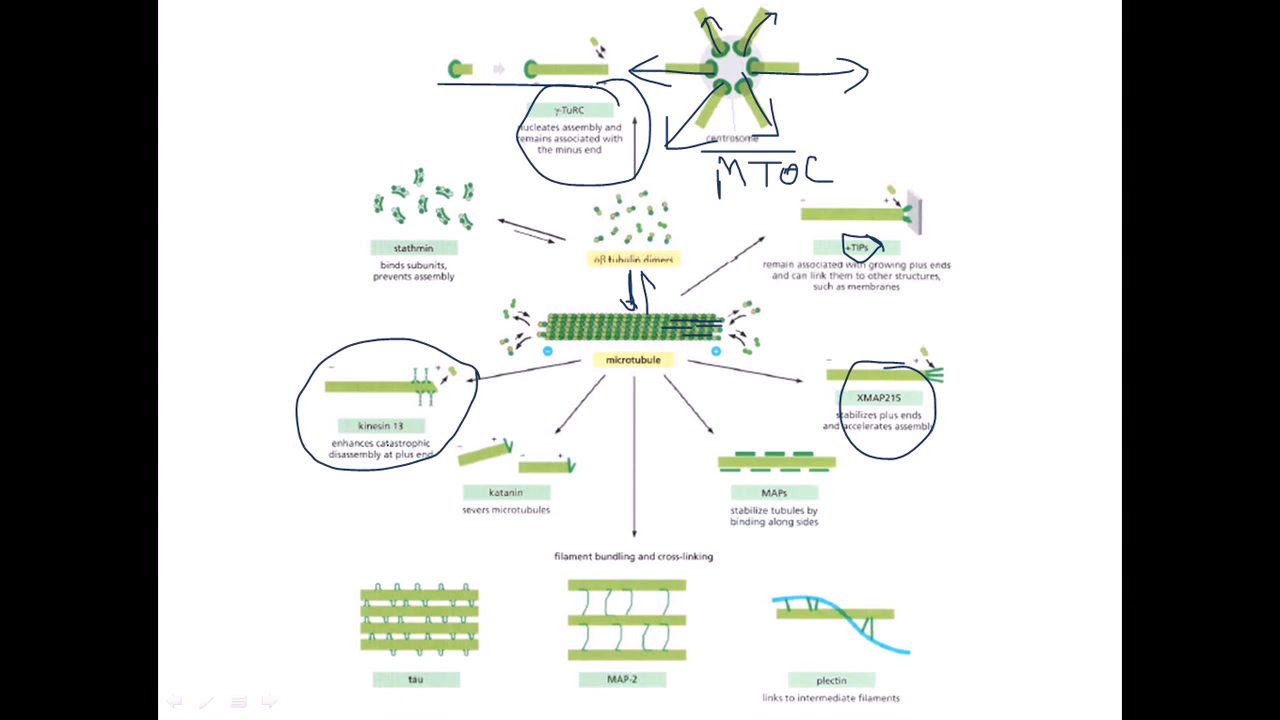 γ-TuRC
nucleates assembly and
remains associated with
the minus end
centrosome
MTOC
stathmin
binds subunits,
prevents assembly
αβ tubulin dimers
− +
+TIPs
remain associated with growing plus ends
and can link them to other structures,
such as membranes
− +
microtubule
− +
kinesin 13
enhances catastrophic
disassembly at plus end
− +
XMAP215
stabilizes plus ends
and accelerates assembly
− + − +
katanin
severs microtubules
MAPs
stabilize tubules by
binding along sides
filament bundling and cross-linking
tau
MAP-2
plectin
links to intermediate filaments